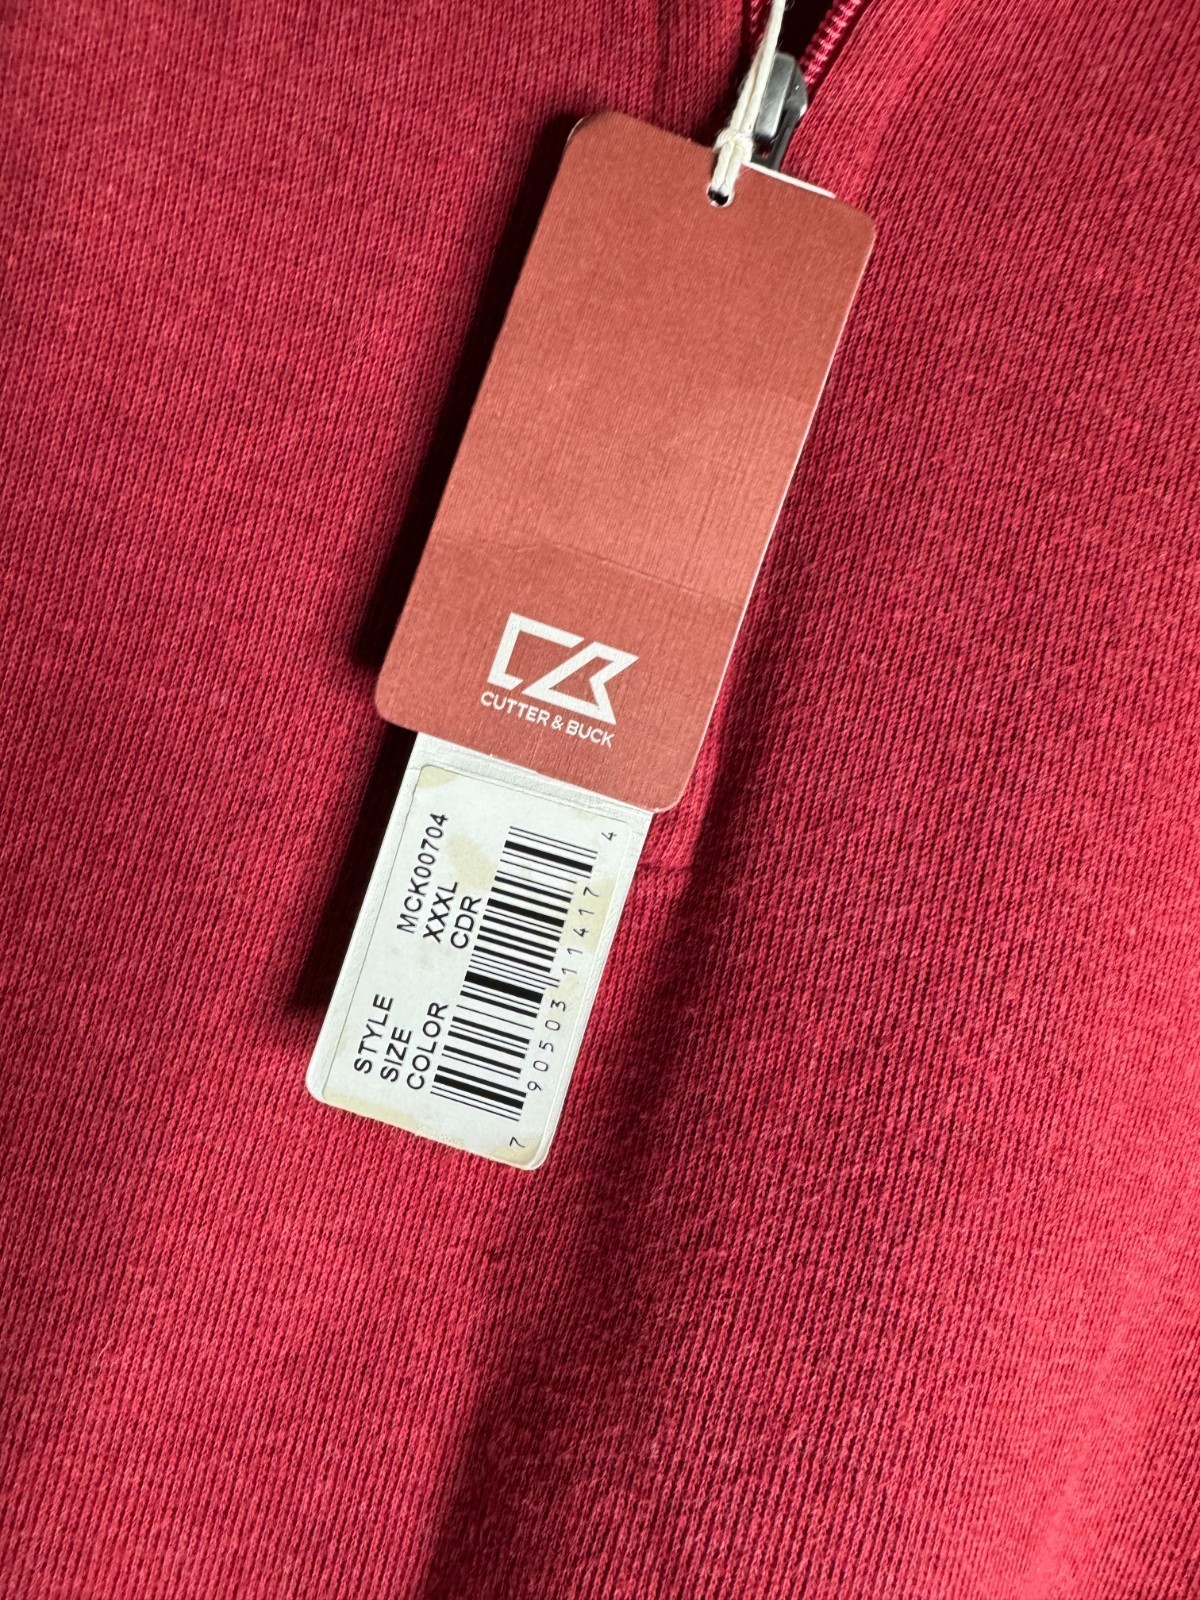 CUTTER & BUCK
STYLE MCK00704
SIZE XXXL
COLOR CDR
7 90503 11417 4